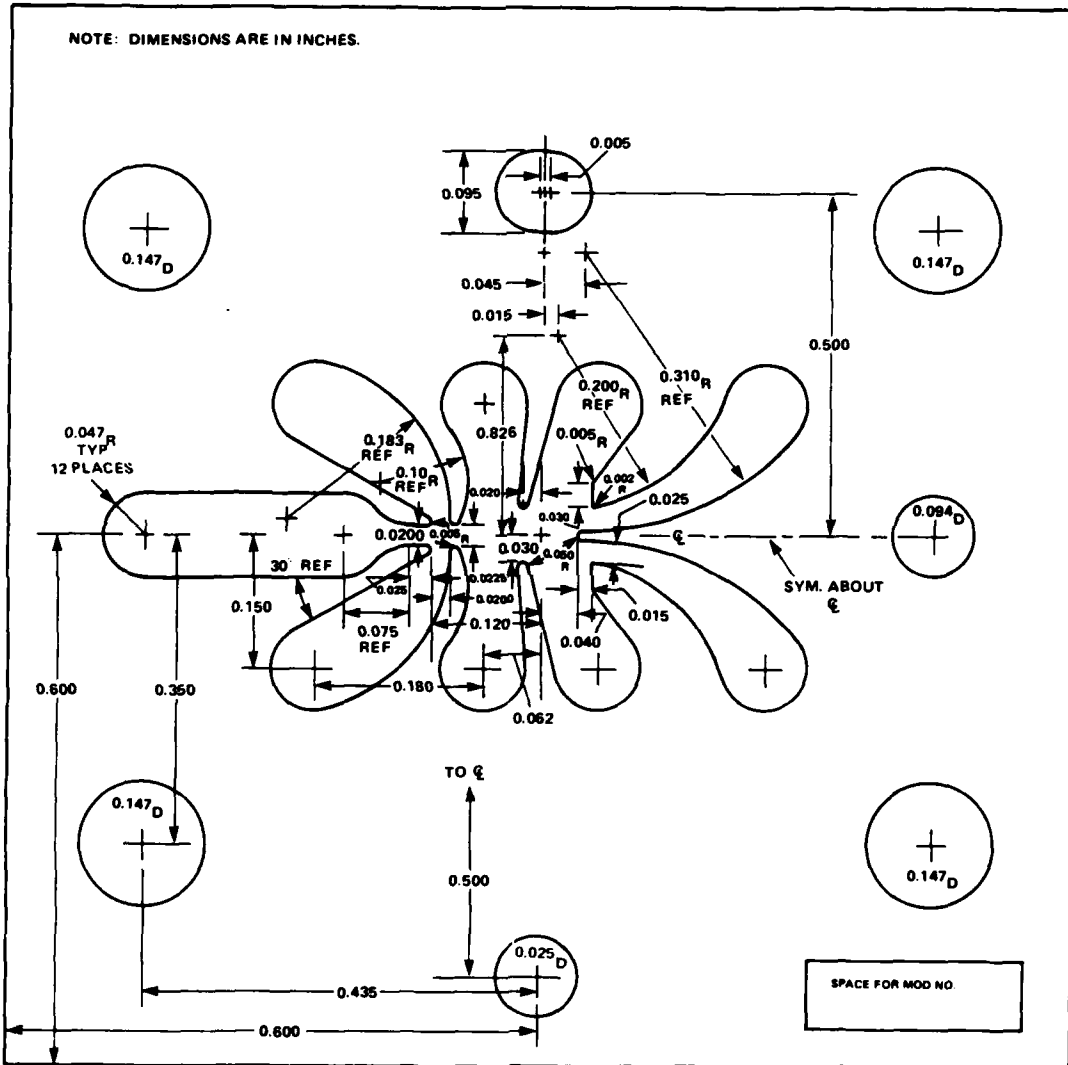 NOTE: DIMENSIONS ARE IN INCHES.
0.005
0.095
0.147D
0.147D
0.045
0.015
0.500
0.310R
REF
0.200R
REF
0.826
0.047R
TYP
12 PLACES
0.183R
REF
0.005R
0.10R
REF
0.020
0.002
R
0.025
0.030
0.094D
0.0200
0.005
R
0.030
0.050
R
℄
30° REF
SYM. ABOUT
℄
0.025
0.0225
0.0200
0.015
0.150
0.075
REF
0.120
0.040
0.600
0.350
0.180
0.062
TO ℄
0.147D
0.500
0.147D
0.025D
SPACE FOR MOD NO.
0.435
0.600